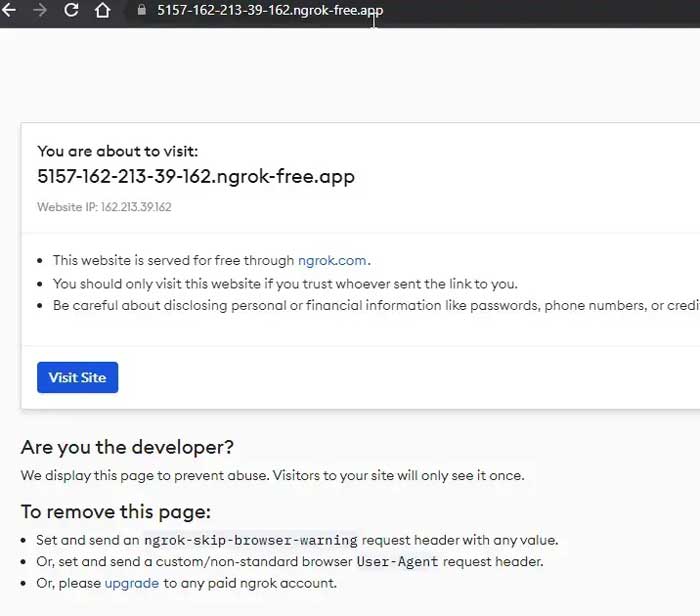 5157-162-213-39-162.ngrok-free.app
You are about to visit:
5157-162-213-39-162.ngrok-free.app
Website IP: 162.213.39.162
This website is served for free through ngrok.com.
You should only visit this website if you trust whoever sent the link to you.
Be careful about disclosing personal or financial information like passwords, phone numbers, or credi
Visit Site
Are you the developer?
We display this page to prevent abuse. Visitors to your site will only see it once.
To remove this page:
Set and send an ngrok-skip-browser-warning request header with any value.
Or, set and send a custom/non-standard browser User-Agent request header.
Or, please upgrade to any paid ngrok account.